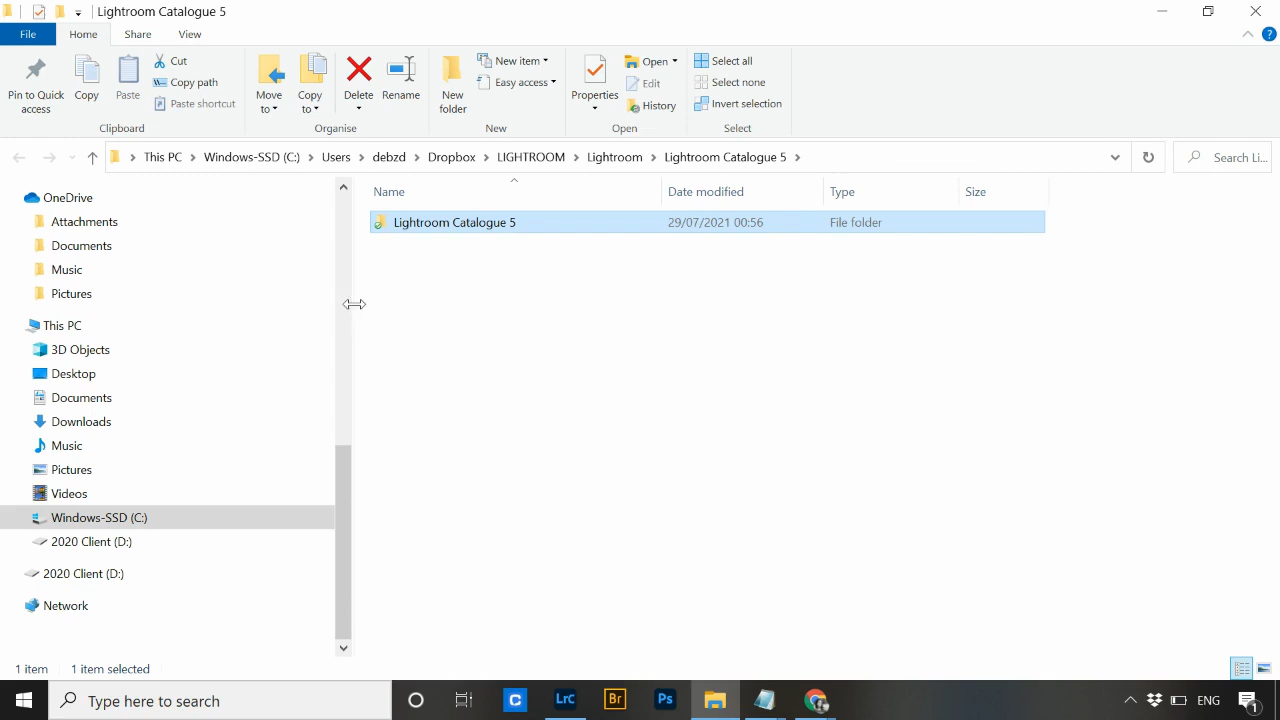 Lightroom Catalogue 5
File Home Share View
Pin to Quick access
Copy
Paste
Cut
Copy path
Paste shortcut
Clipboard
Move to
Copy to
Delete
Rename
Organise
New folder
New item
Easy access
New
Properties
Open
Edit
History
Open
Select all
Select none
Invert selection
Select
This PC > Windows-SSD (C:) > Users > debzd > Dropbox > LIGHTROOM > Lightroom > Lightroom Catalogue 5 >
Search Li...
Name Date modified Type Size
Lightroom Catalogue 5 29/07/2021 00:56 File folder
OneDrive
Attachments
Documents
Music
Pictures
This PC
3D Objects
Desktop
Documents
Downloads
Music
Pictures
Videos
Windows-SSD (C:)
2020 Client (D:)
2020 Client (D:)
Network
1 item 1 item selected
Type here to search
C LrC Br Ps
ENG
1